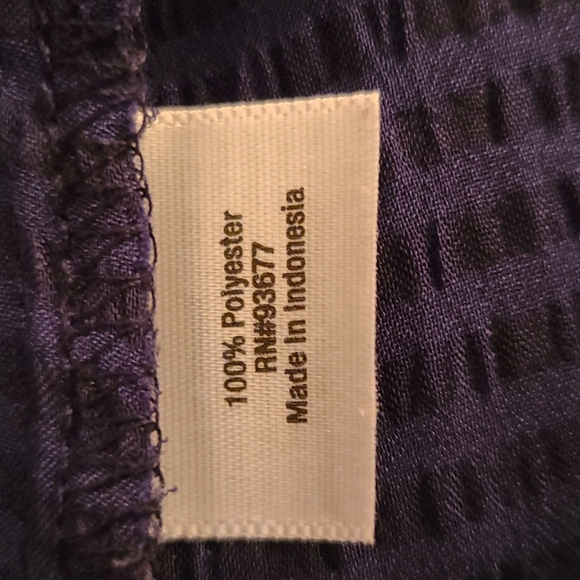 100% Polyester
RN#93677
Made In Indonesia